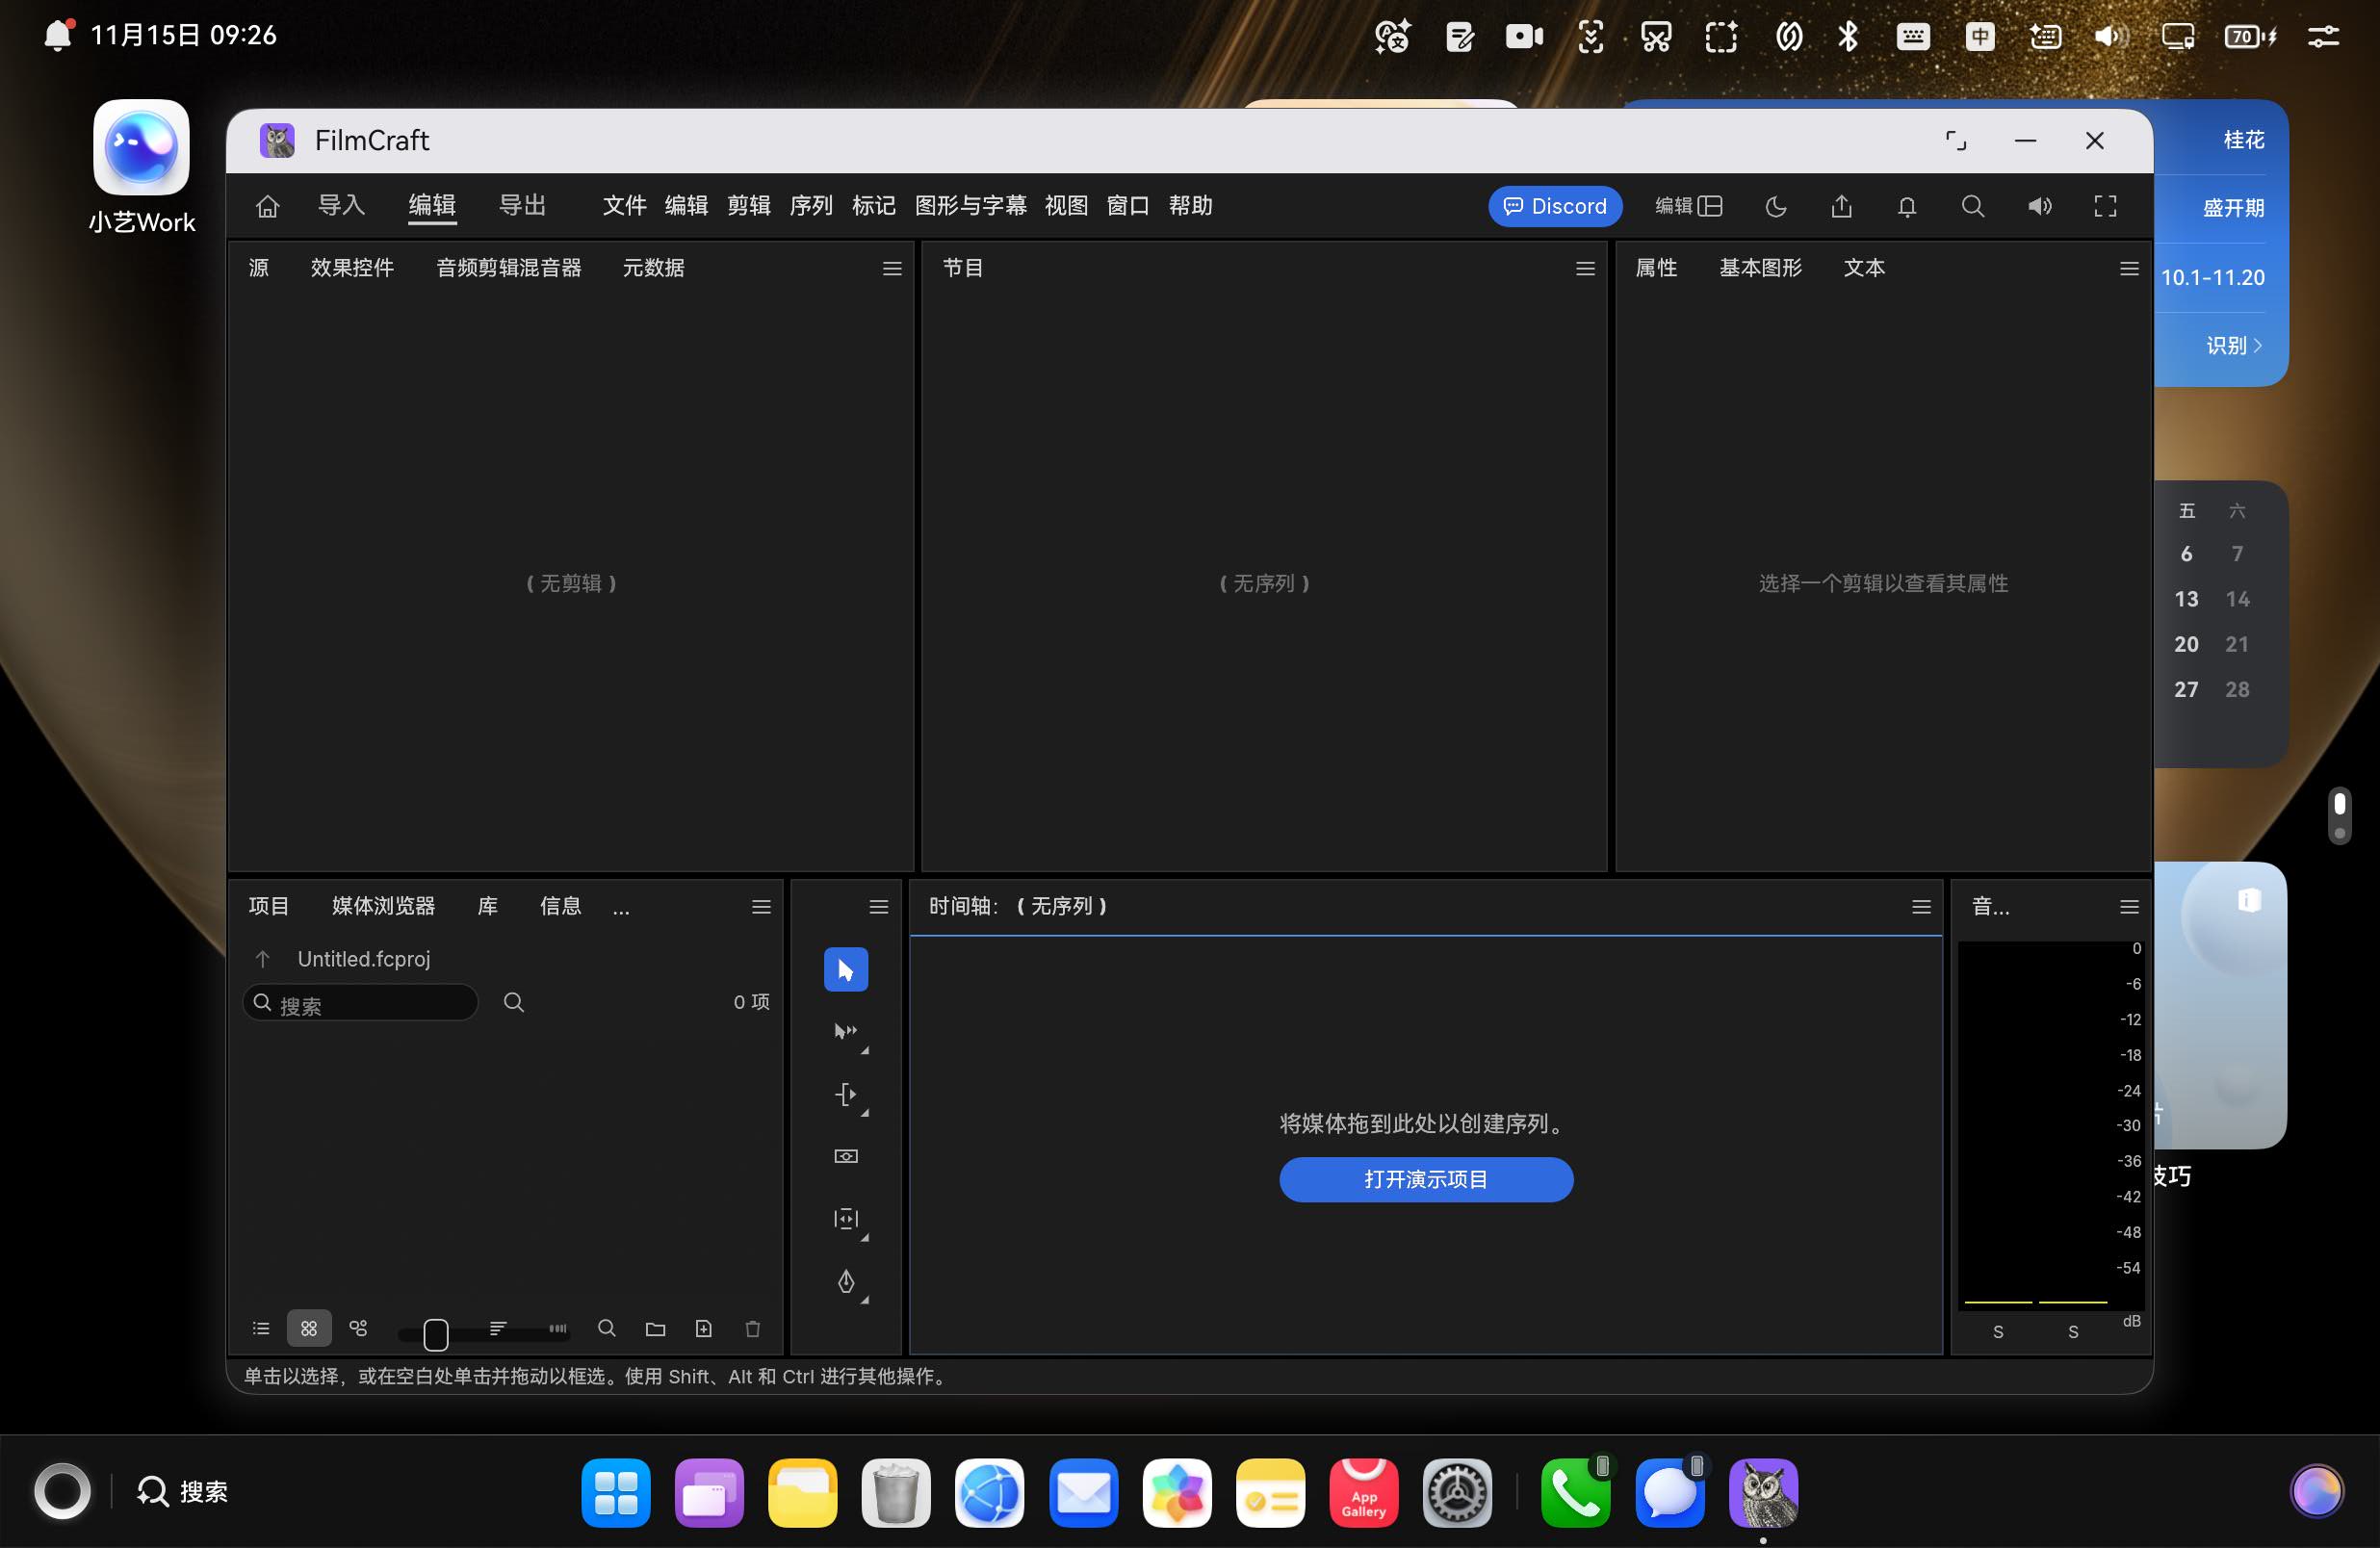 11月15日 09:26
中
70
小艺Work
FilmCraft
桂花
盛开期
10.1-11.20
识别
导入 编辑 导出 文件 编辑 剪辑 序列 标记 图形与字幕 视图 窗口 帮助 Discord 编辑
源 效果控件 音频剪辑混音器 元数据
节目
属性 基本图形 文本
(无剪辑)
(无序列)
选择一个剪辑以查看其属性
五 六
6 7
13 14
20 21
27 28
项目 媒体浏览器 库 信息 ...
Untitled.fcproj
搜索
0 项
时间轴: (无序列)
将媒体拖到此处以创建序列。
打开演示项目
音...
0
-6
-12
-18
-24
-30
-36
-42
-48
-54
dB
S S
技巧
单击以选择，或在空白处单击并拖动以框选。使用 Shift、Alt 和 Ctrl 进行其他操作。
搜索
App
Gallery